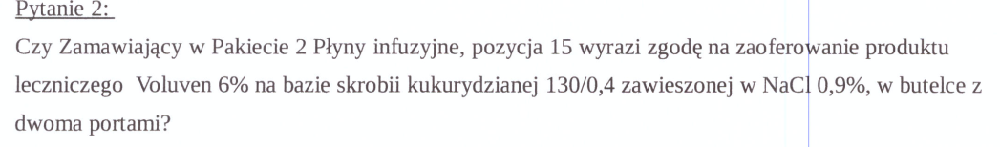 Pytanie 2:
Czy Zamawiający w Pakiecie 2 Płyny infuzyjne, pozycja 15 wyrazi zgodę na zaoferowanie produktu
leczniczego Voluven 6% na bazie skrobii kukurydzianej 130/0,4 zawieszonej w NaCl 0,9%, w butelce z
dwoma portami?